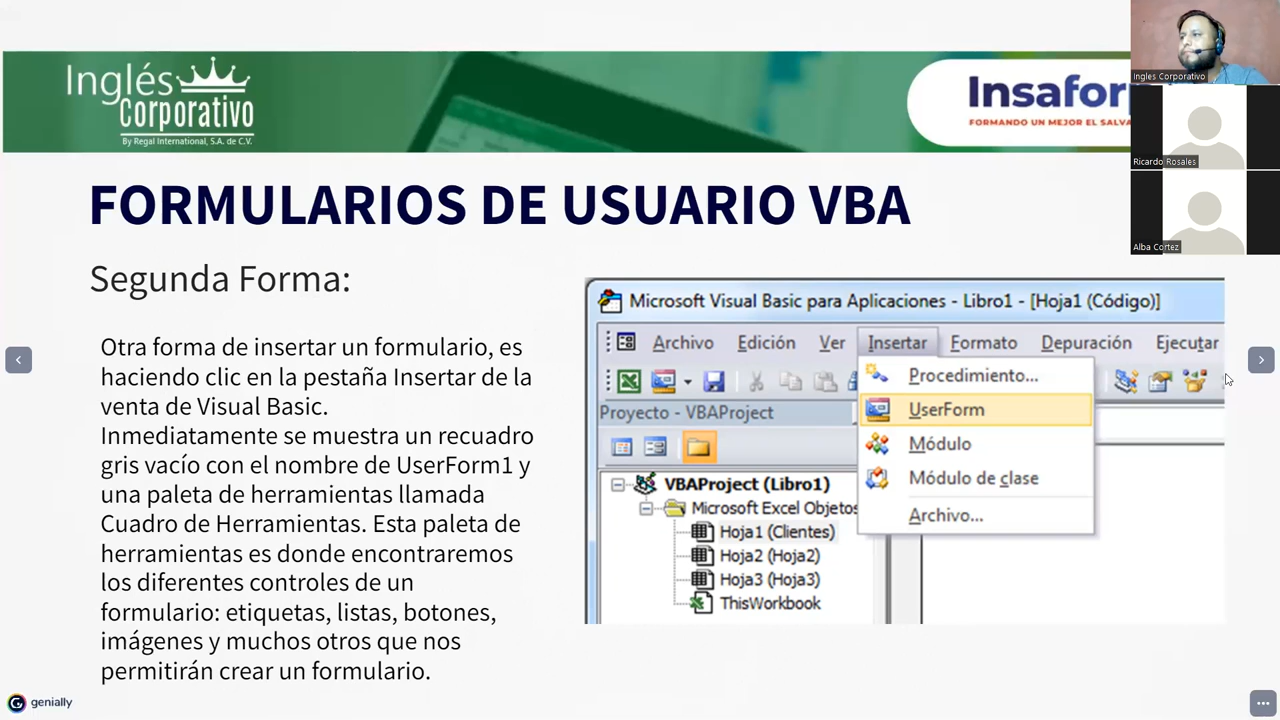 Inglés
Corporativo
By Regal International, S.A. de C.V.
Insafor
FORMANDO UN MEJOR EL SALVA
Ingles Corporativo
Ricardo Rosales
Alba Cortez
FORMULARIOS DE USUARIO VBA
Segunda Forma:
Otra forma de insertar un formulario, es
haciendo clic en la pestaña Insertar de la
venta de Visual Basic.
Inmediatamente se muestra un recuadro
gris vacío con el nombre de UserForm1 y
una paleta de herramientas llamada
Cuadro de Herramientas. Esta paleta de
herramientas es donde encontraremos
los diferentes controles de un
formulario: etiquetas, listas, botones,
imágenes y muchos otros que nos
permitirán crear un formulario.
Microsoft Visual Basic para Aplicaciones - Libro1 - [Hoja1 (Código)]
Archivo Edición Ver Insertar Formato Depuración Ejecutar
Procedimiento...
UserForm
Módulo
Módulo de clase
Archivo...
Proyecto - VBAProject
VBAProject (Libro1)
Microsoft Excel Objetos
Hoja1 (Clientes)
Hoja2 (Hoja2)
Hoja3 (Hoja3)
ThisWorkbook
genially